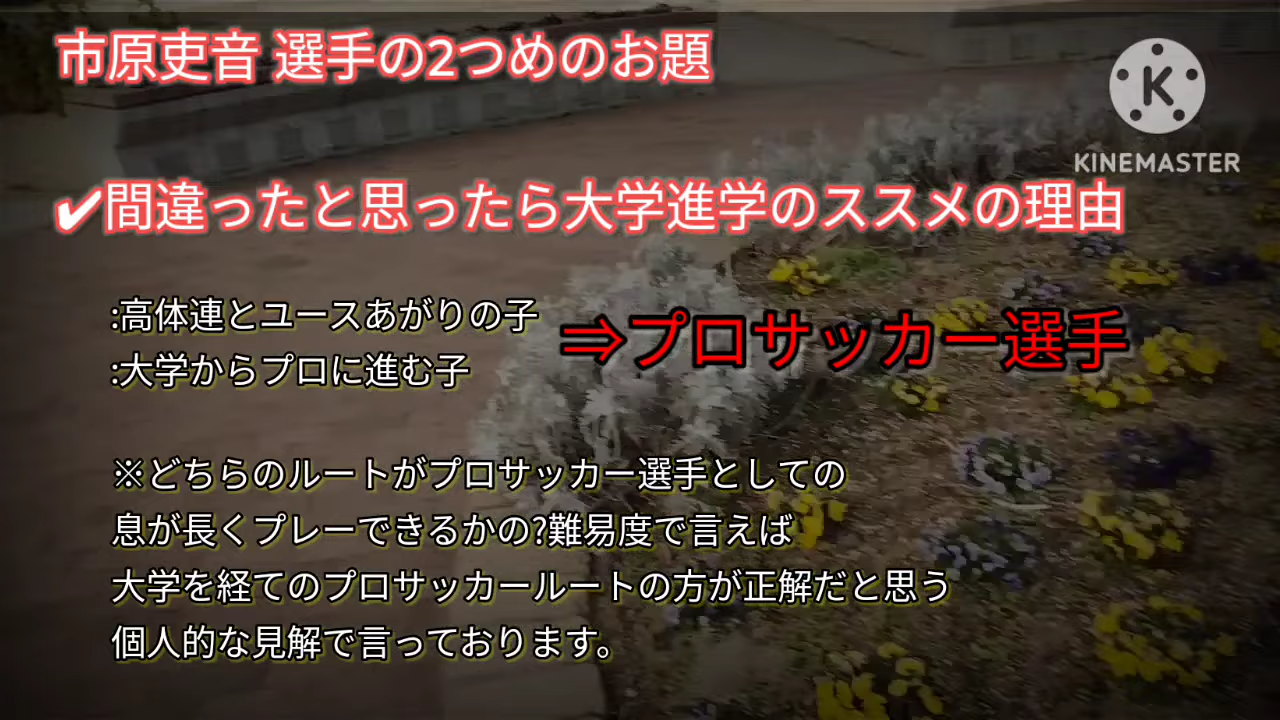 市原吏音 選手の2つめのお題
KINEMASTER
✔間違ったと思ったら大学進学のススメの理由
:高体連とユースあがりの子
⇒プロサッカー選手
:大学からプロに進む子
※どちらのルートがプロサッカー選手としての
息が長くプレーできるかの?難易度で言えば
大学を経てのプロサッカールートの方が正解だと思う
個人的な見解で言っております。